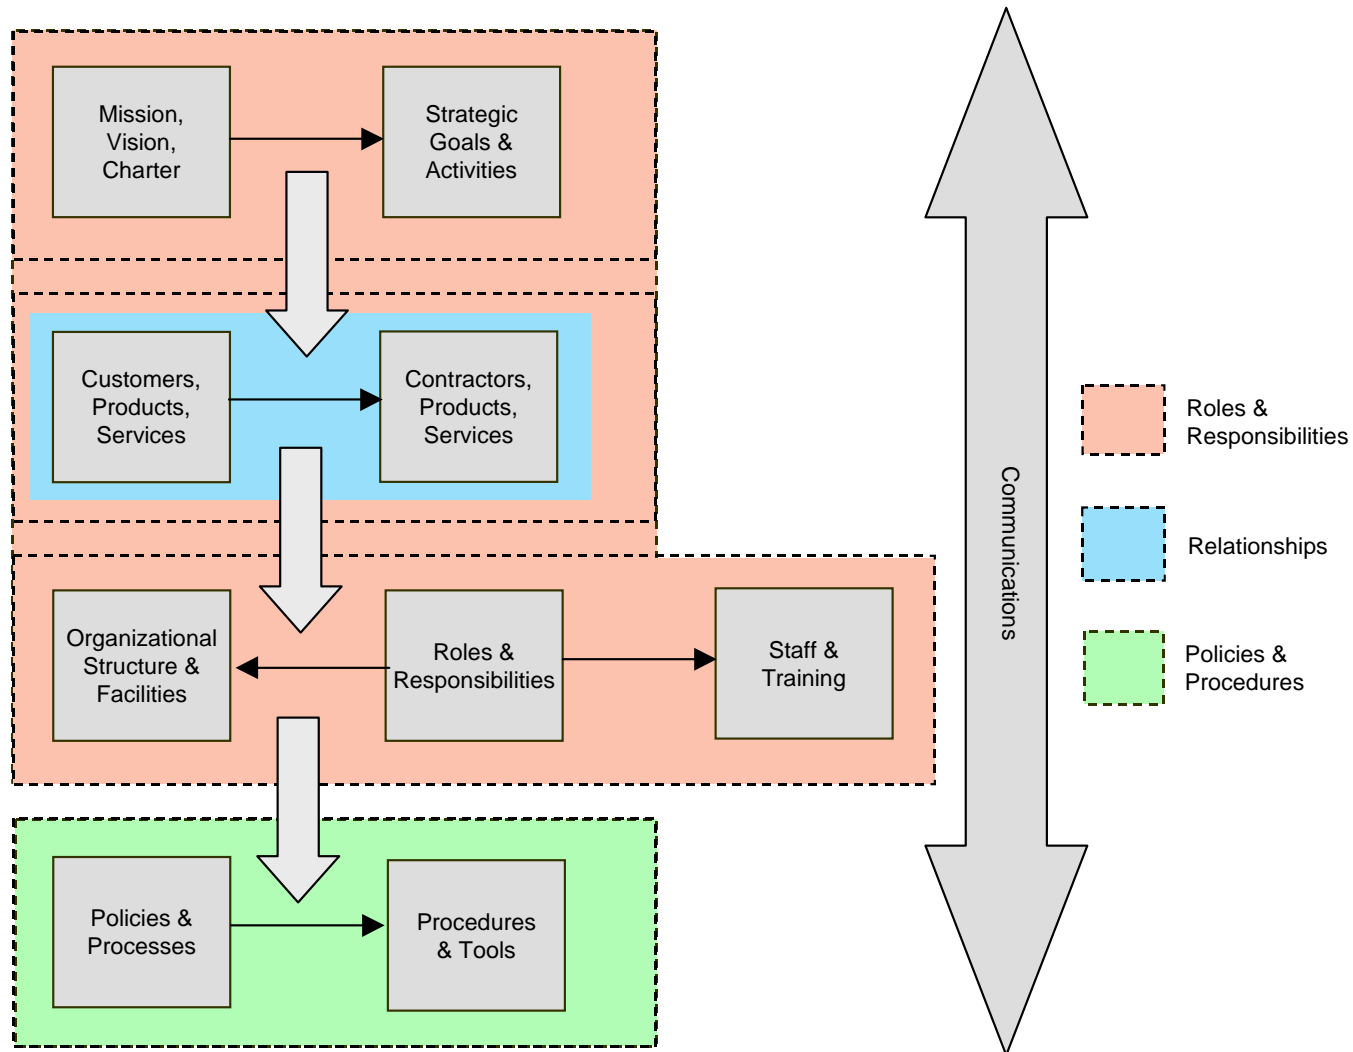 Mission,
Vision,
Charter
Strategic
Goals &
Activities
Customers,
Products,
Services
Contractors,
Products,
Services
Organizational
Structure &
Facilities
Roles &
Responsibilities
Staff &
Training
Policies &
Processes
Procedures
& Tools
Communications
Roles &
Responsibilities
Relationships
Policies &
Procedures